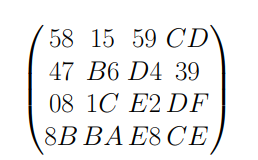 58 15 59 CD
47 B6 D4 39
08 1C E2 DF
8B BA E8 CE